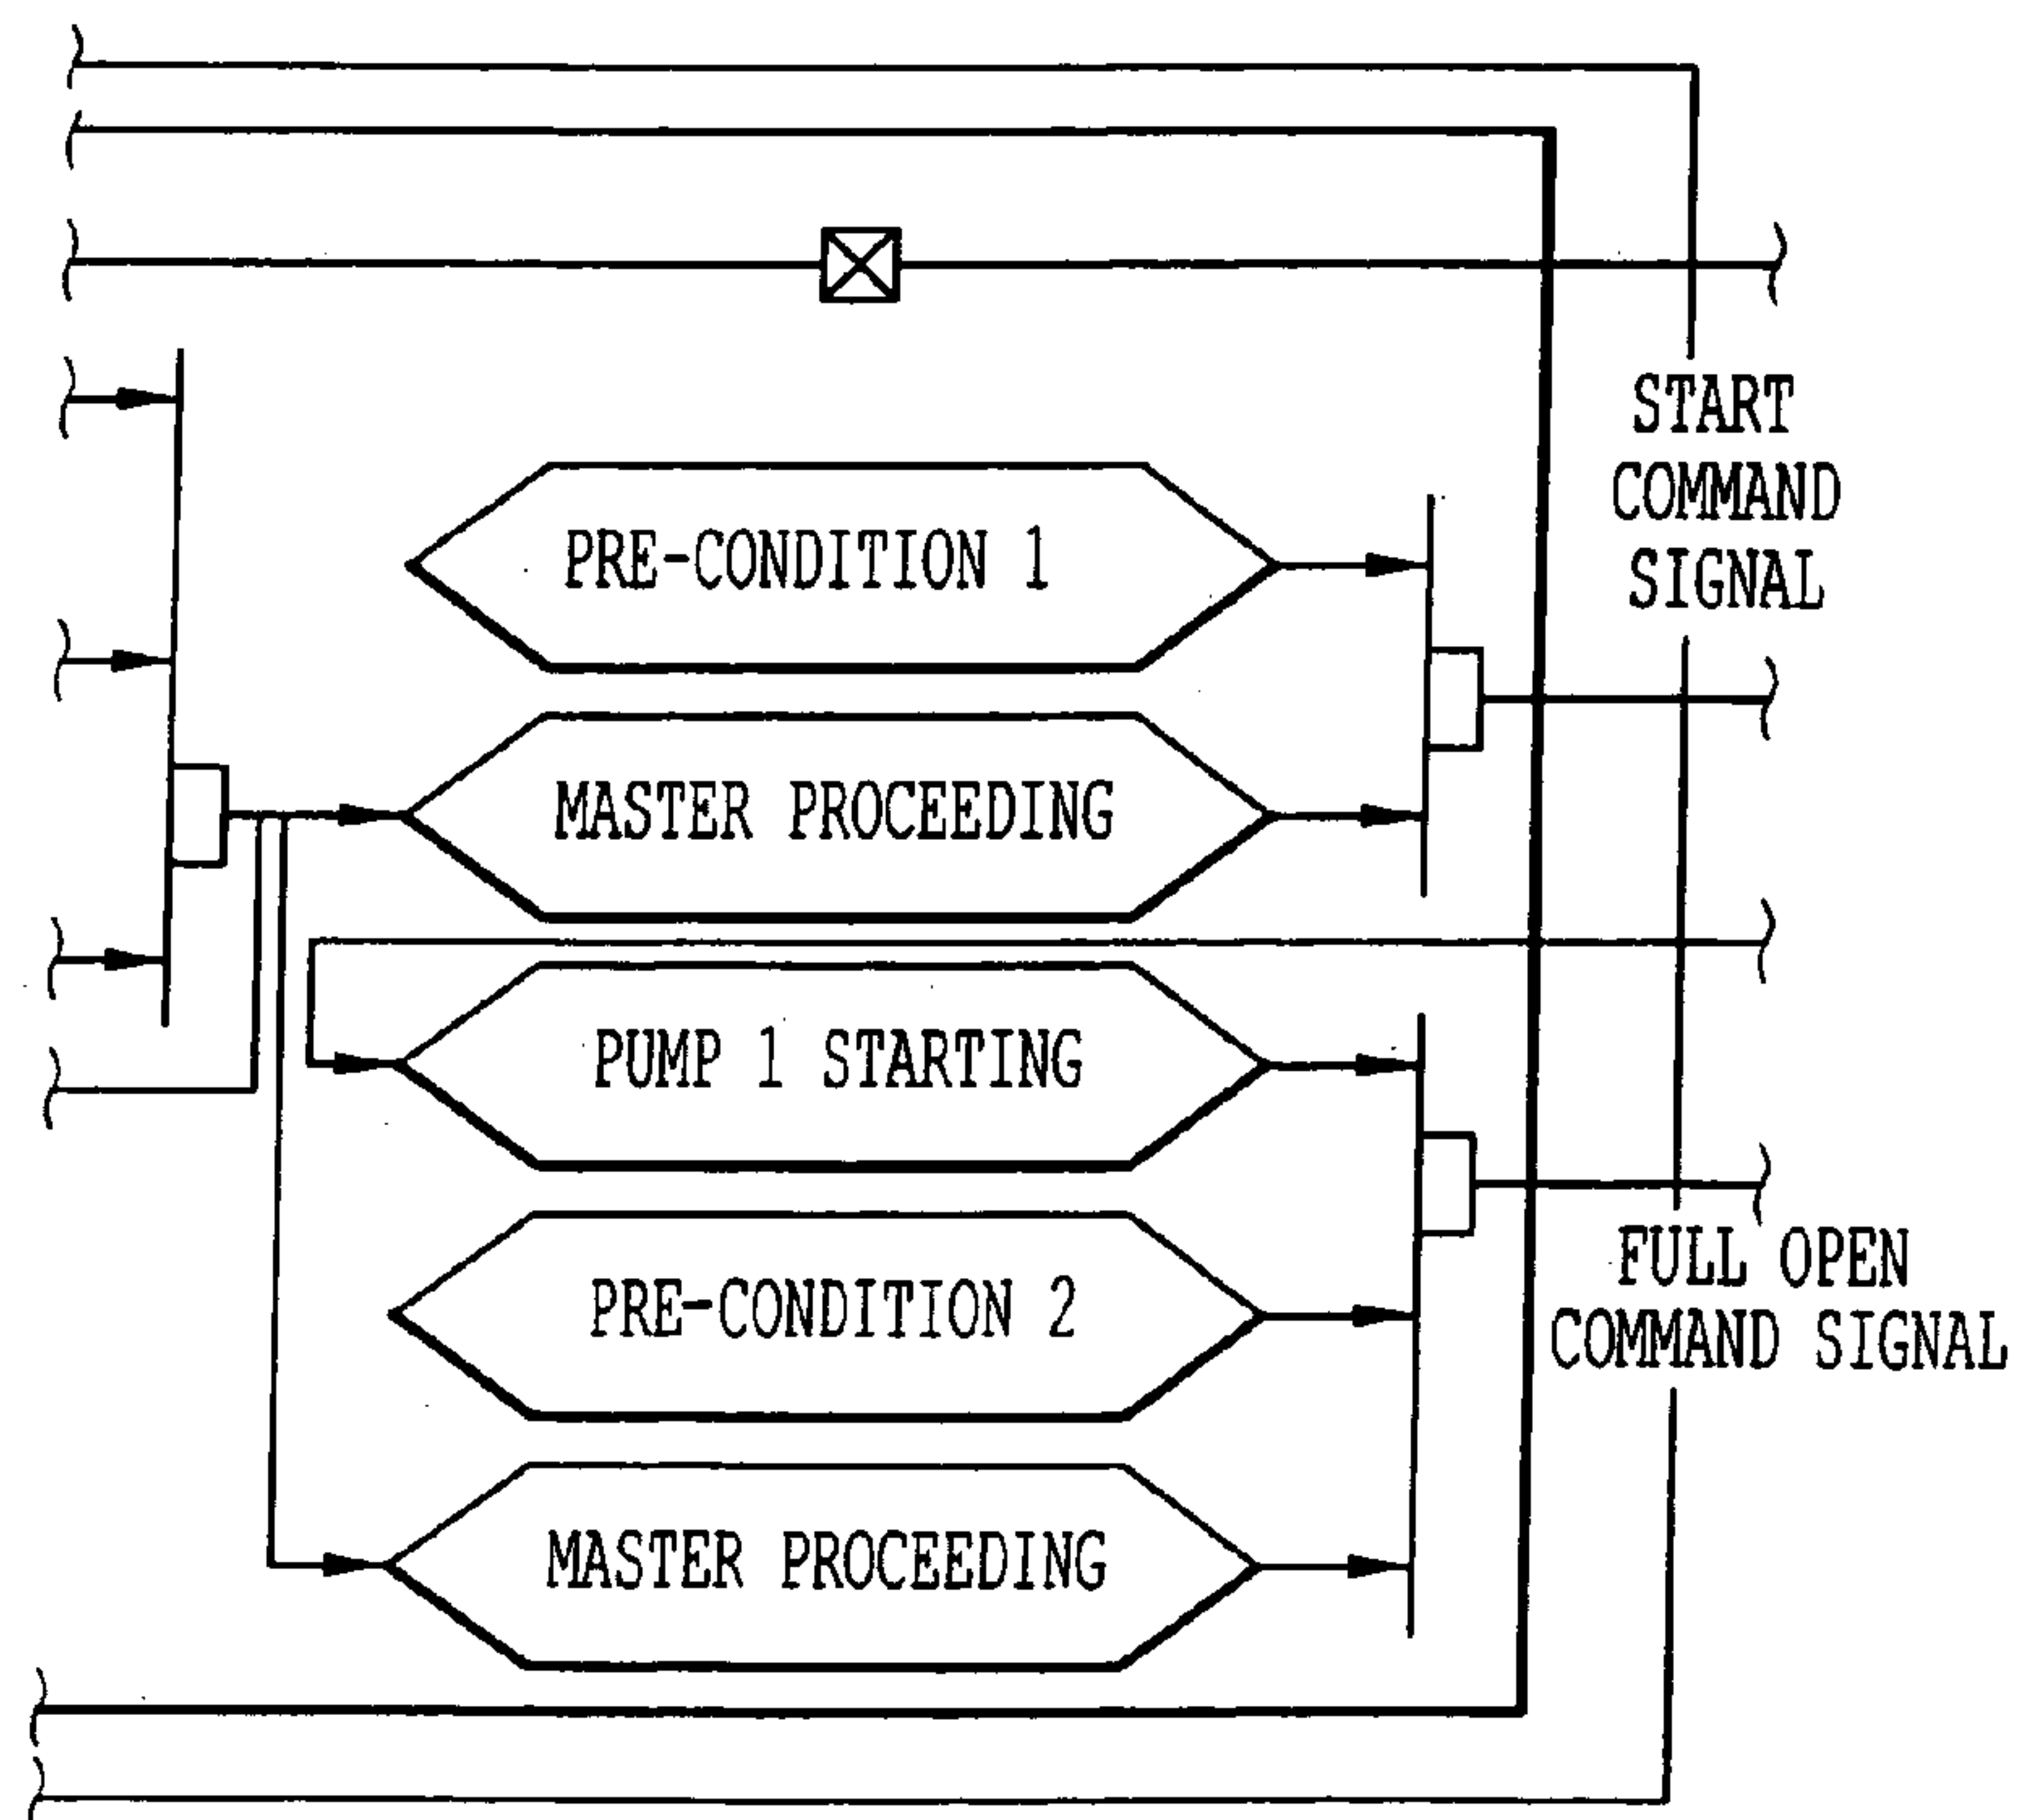 START
COMMAND
SIGNAL
PRE-CONDITION 1
MASTER PROCEEDING
PUMP 1 STARTING
FULL OPEN
COMMAND SIGNAL
PRE-CONDITION 2
MASTER PROCEEDING